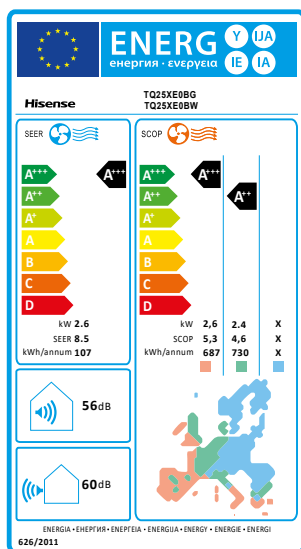 ENERG
енергия · ενεργεια
Y IJA
IE IA
Hisense
TQ25XE0BG
TQ25XE0BW
SEER
SCOP
A+++
A++
A+
A
B
C
D
A+++
A+++
A++
A+
A
B
C
D
A+++
A++
kW 2.6
SEER 8.5
kWh/annum 107
kW 2,6 2.4 X
SCOP 5,3 4,6 X
kWh/annum 687 730 X
56dB
60dB
ENERGIA · ЕНЕРГИЯ · ΕΝΕΡΓΕΙΑ · ENERGIJA · ENERGY · ENERGIE · ENERGI
626/2011